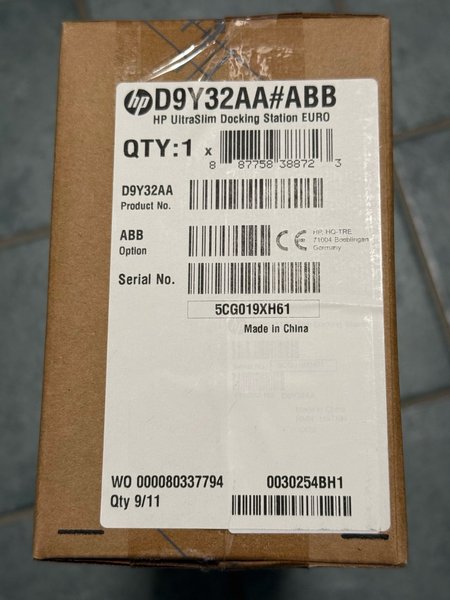 hp D9Y32AA#ABB
HP UltraSlim Docking Station EURO
QTY:1 x
8 87758 38872 3
D9Y32AA
Product No.
ABB
Option
CE
HP, HQ-TRE
71004 Boeblingen
Germany
Serial No.
5CG019XH61
Made in China
WO 000080337794
0030254BH1
Qty 9/11